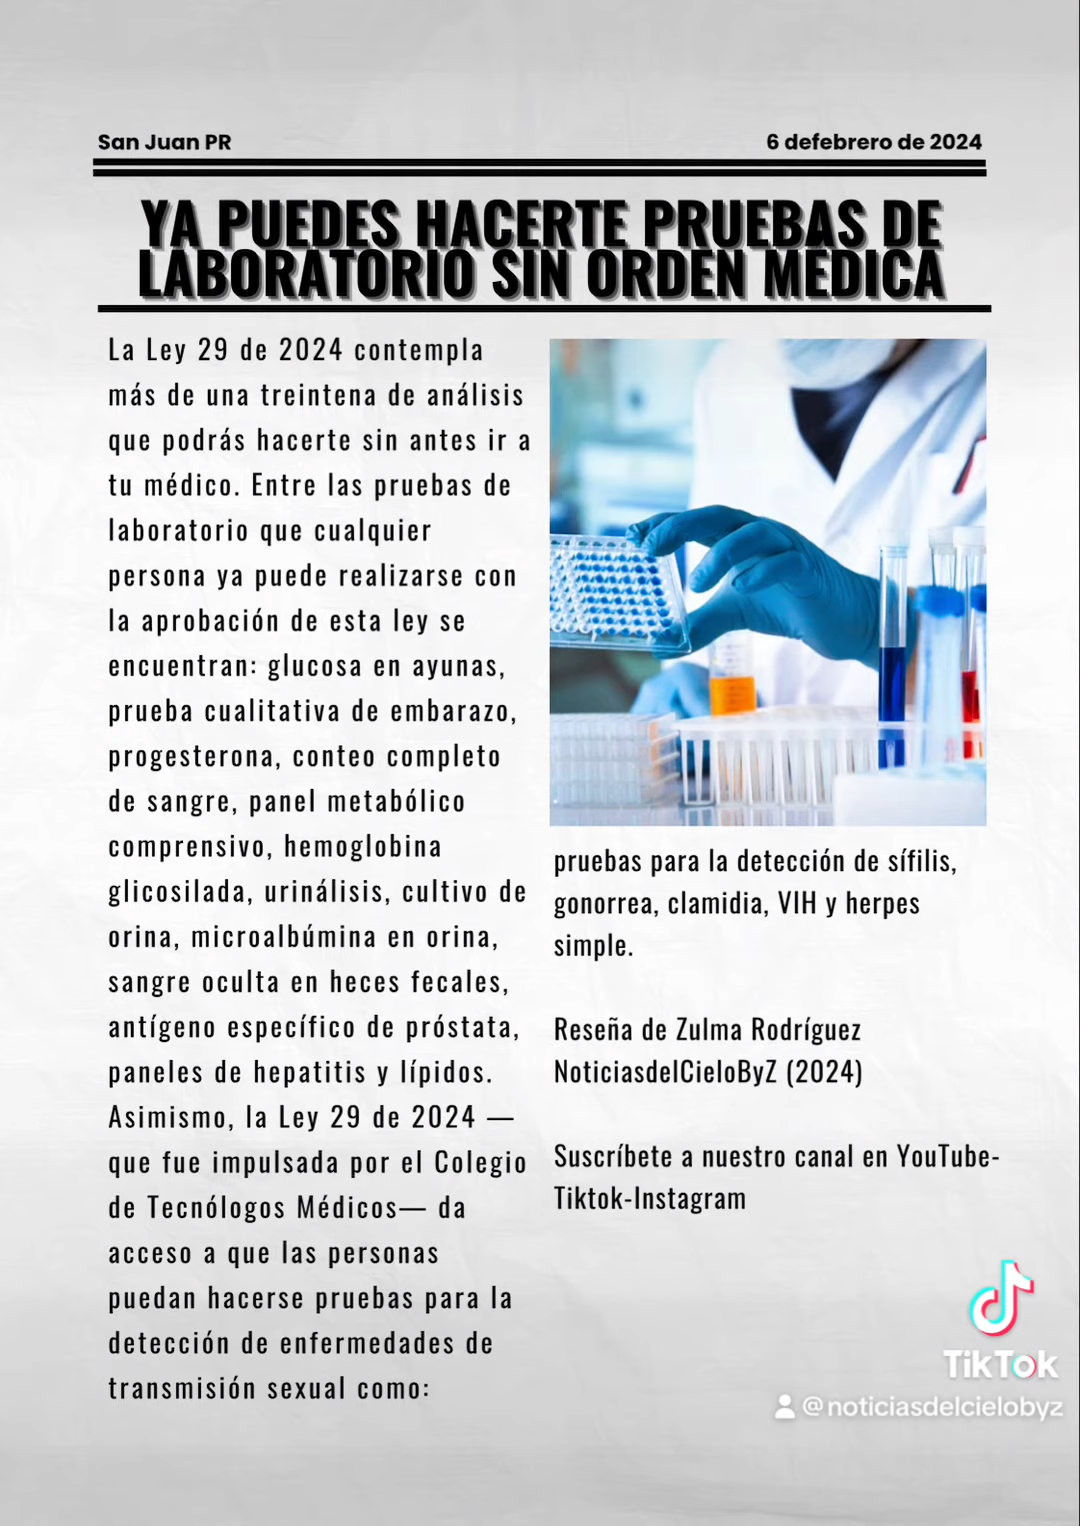 San Juan PR
6 defebrero de 2024
YA PUEDES HACERTE PRUEBAS DE
LABORATORIO SIN ORDEN MÉDICA
La Ley 29 de 2024 contempla
más de una treintena de análisis
que podrás hacerte sin antes ir a
tu médico. Entre las pruebas de
laboratorio que cualquier
persona ya puede realizarse con
la aprobación de esta ley se
encuentran: glucosa en ayunas,
prueba cualitativa de embarazo,
progesterona, conteo completo
de sangre, panel metabólico
comprensivo, hemoglobina
glicosilada, urinálisis, cultivo de
orina, microalbúmina en orina,
sangre oculta en heces fecales,
antígeno específico de próstata,
paneles de hepatitis y lípidos.
Asimismo, la Ley 29 de 2024 —
que fue impulsada por el Colegio
de Tecnólogos Médicos— da
acceso a que las personas
puedan hacerse pruebas para la
detección de enfermedades de
transmisión sexual como:
pruebas para la detección de sífilis,
gonorrea, clamidia, VIH y herpes
simple.
Reseña de Zulma Rodríguez
NoticiasdelCieloByZ (2024)
Suscríbete a nuestro canal en YouTube-
Tiktok-Instagram
TikTok
@noticiasdelcielobyz